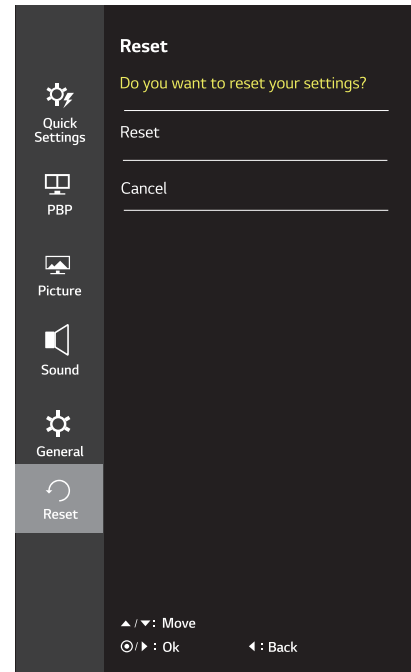 Quick
Settings
PBP
Picture
Sound
General
Reset
Reset
Do you want to reset your settings?
Reset
Cancel
▲/▼: Move
◉/▶ : Ok
◀ : Back